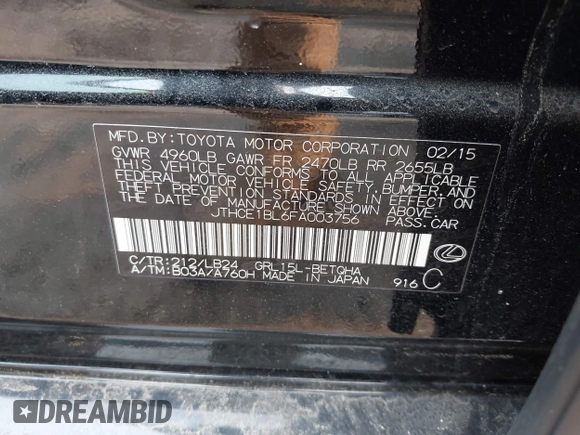 MFD. BY: TOYOTA MOTOR CORPORATION 02/15
GVWR 4960LB GAWR FR 2470LB RR 2655LB
THIS VEHICLE CONFORMS TO ALL APPLICABLE
FEDERAL MOTOR VEHICLE SAFETY, BUMPER, AND
THEFT PREVENTION STANDARDS IN EFFECT ON
THE DATE OF MANUFACTURE SHOWN ABOVE.
JTHCE1BL6FA003756 PASS.CAR
C/TR:212/LB24 GRL15L-BETQHA
A/TM:B03A/A760H MADE IN JAPAN 916 C
DREAMBID